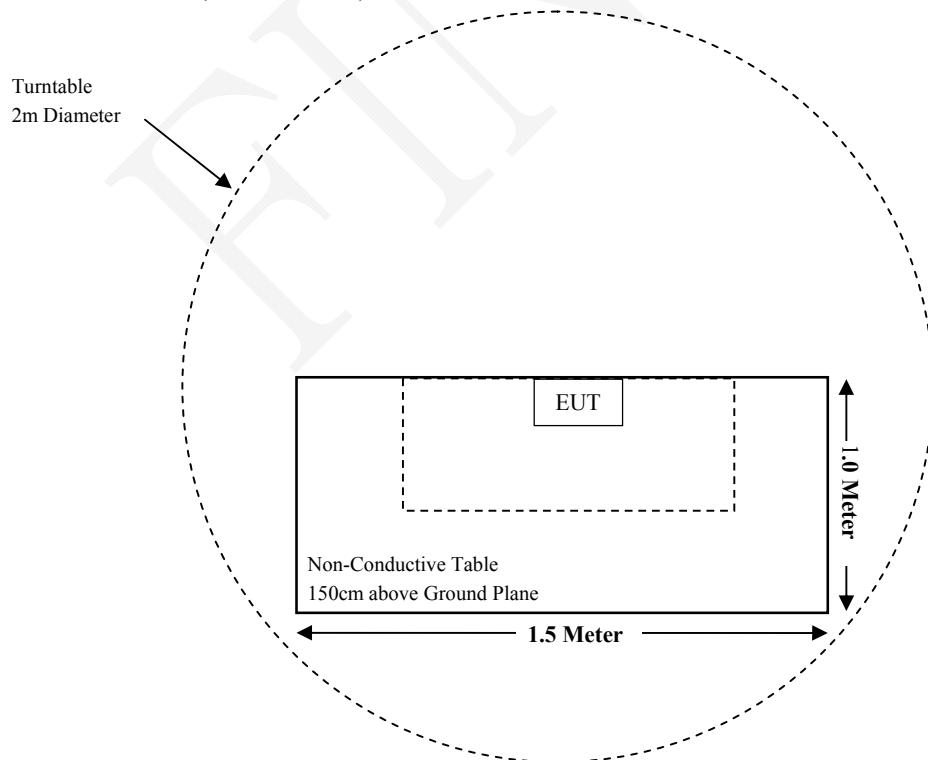 Turntable
2m Diameter
EUT
1.0 Meter
Non-Conductive Table
150cm above Ground Plane
1.5 Meter